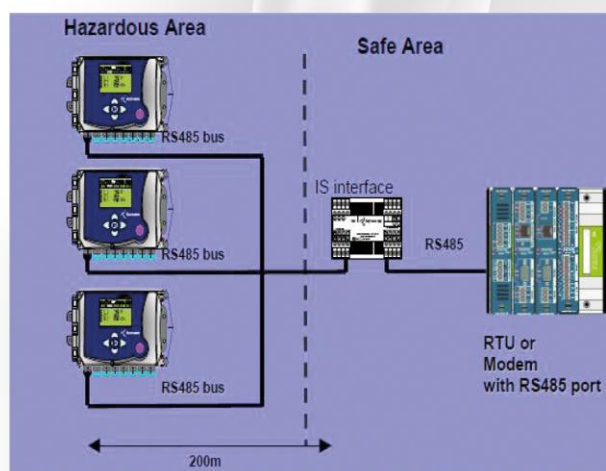 Hazardous Area
Safe Area
RS485 bus
IS interface
RS485 bus
RS485
RTU or
Modem
with RS485 port
RS485 bus
200m